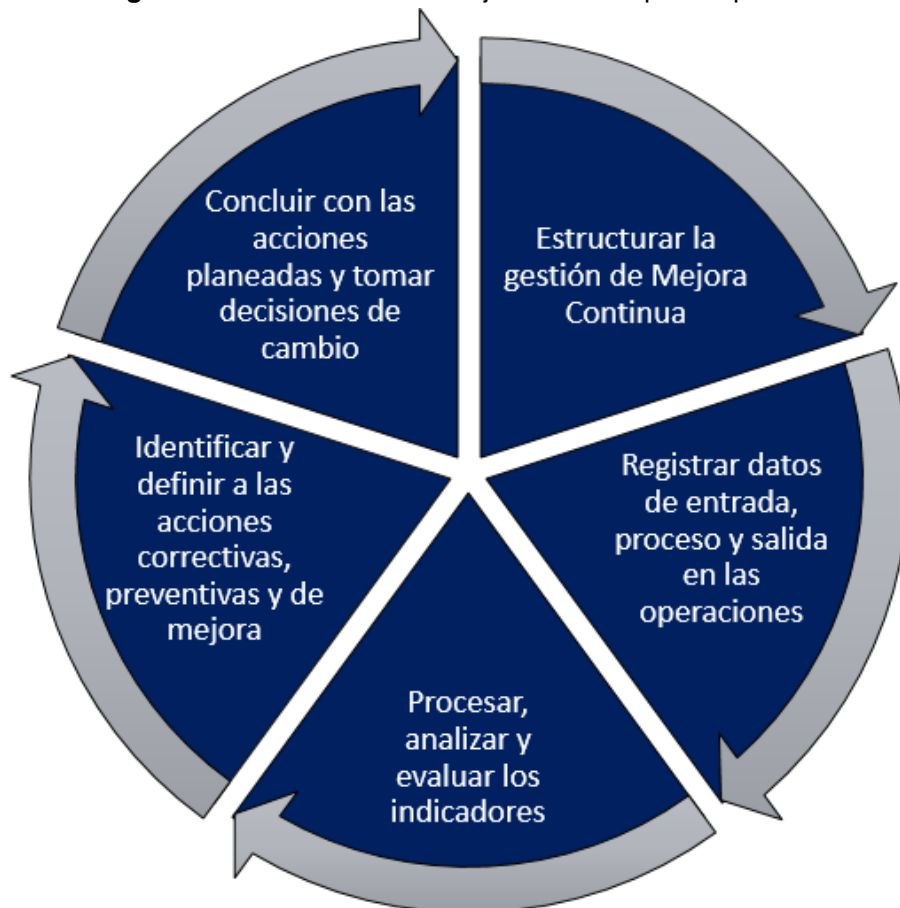 Estructurar la
gestión de Mejora
Continua
Registrar datos
de entrada,
proceso y salida
en las
operaciones
Procesar,
analizar y
evaluar los
indicadores
Identificar y
definir a las
acciones
correctivas,
preventivas y de
mejora
Concluir con las
acciones
planeadas y tomar
decisiones de
cambio